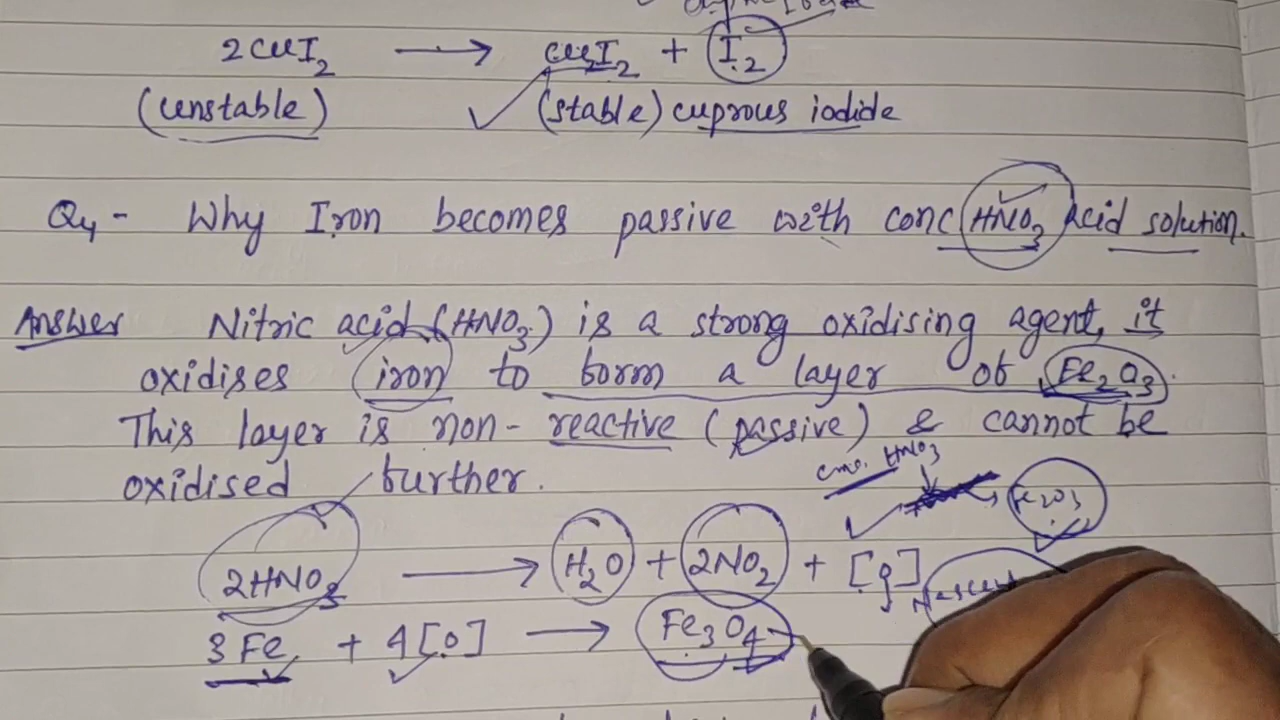 2CuI₂ → Cu₂I₂ + I₂
(unstable) (stable) cuprous iodide
Q4 - Why Iron becomes passive with conc HNO₃ Acid solution.
Answer Nitric acid (HNO₃) is a strong oxidising agent, it
oxidises iron to form a layer of Fe₂O₃.
This layer is non-reactive (passive) & cannot be
oxidised further.
HNO₃
Fe₂O₃
2HNO₃ → H₂O + 2NO₂ + [O] Nascent
3Fe + 4[O] → Fe₃O₄